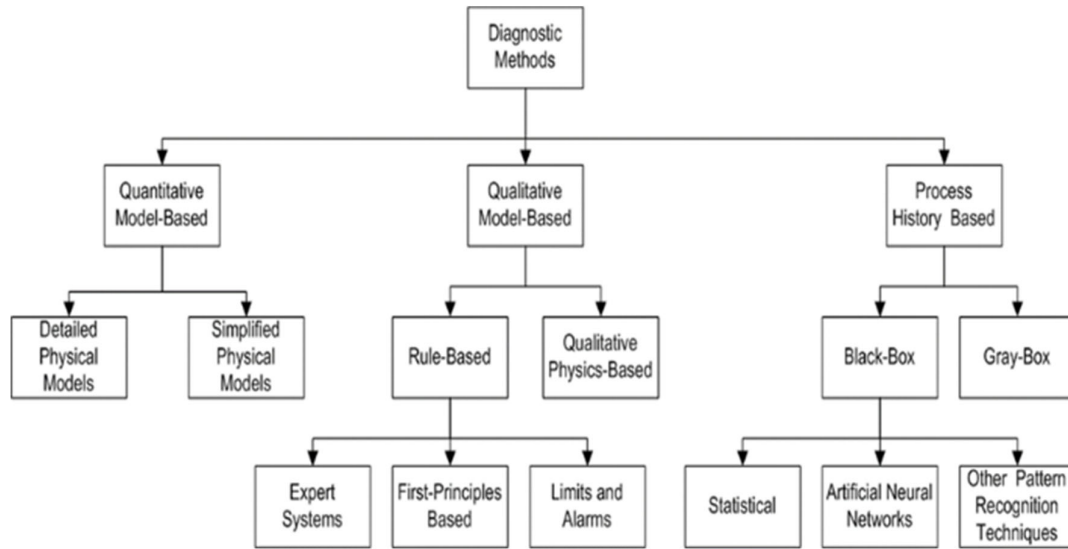 Diagnostic
Methods
Quantitative
Model-Based
Qualitative
Model-Based
Process
History Based
Detailed
Physical
Models
Simplified
Physical
Models
Rule-Based
Qualitative
Physics-Based
Black-Box
Gray-Box
Expert
Systems
First-Principles
Based
Limits and
Alarms
Statistical
Artificial Neural
Networks
Other Pattern
Recognition
Techniques